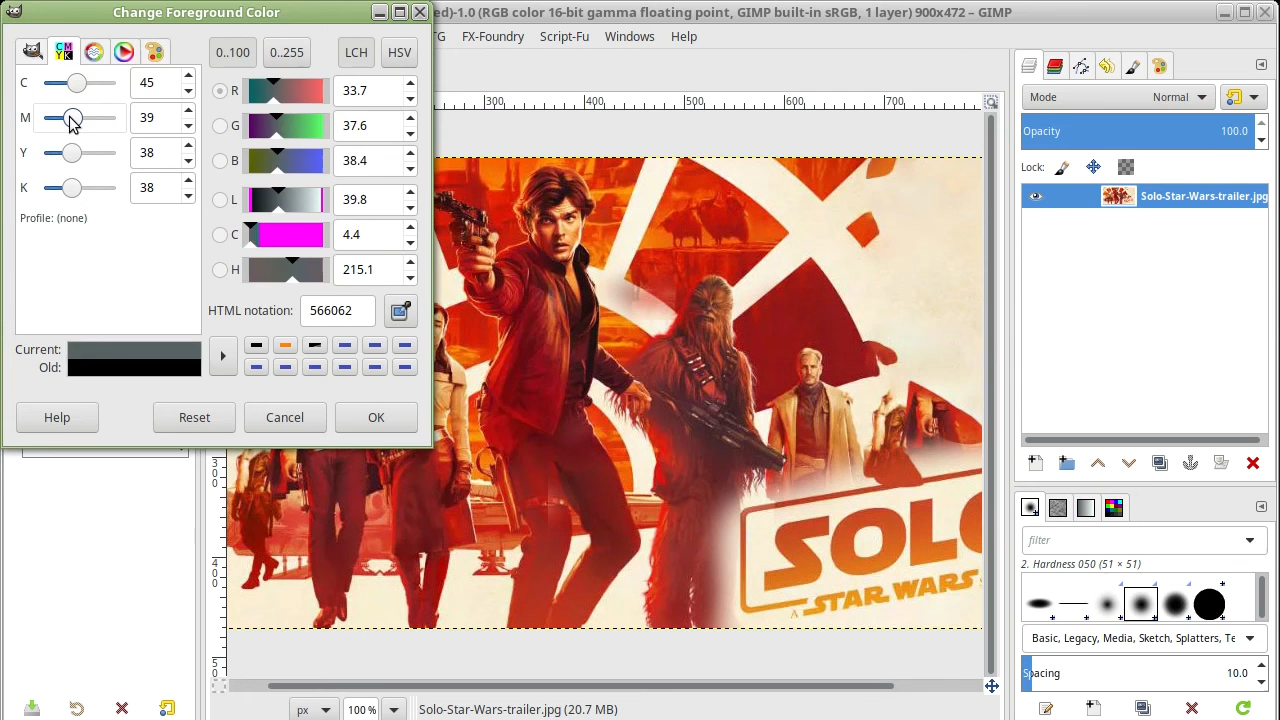 Change Foreground Color
ed)-1.0 (RGB color 16-bit gamma floating point, GIMP built-in sRGB, 1 layer) 900x472 – GIMP
FX-Foundry Script-Fu Windows Help
0..100 0..255 LCH HSV
C 45
M 39
Y 38
K 38
Profile: (none)
R 33.7
G 37.6
B 38.4
L 39.8
C 4.4
H 215.1
HTML notation: 566062
Current:
Old:
Help Reset Cancel OK
300 400 500 600 700
Mode Normal
Opacity 100.0
Lock:
Solo-Star-Wars-trailer.jpg
filter
2. Hardness 050 (51 × 51)
Basic, Legacy, Media, Sketch, Splatters, Te
Spacing 10.0
SOLO
A STAR WARS
px 100 % Solo-Star-Wars-trailer.jpg (20.7 MB)